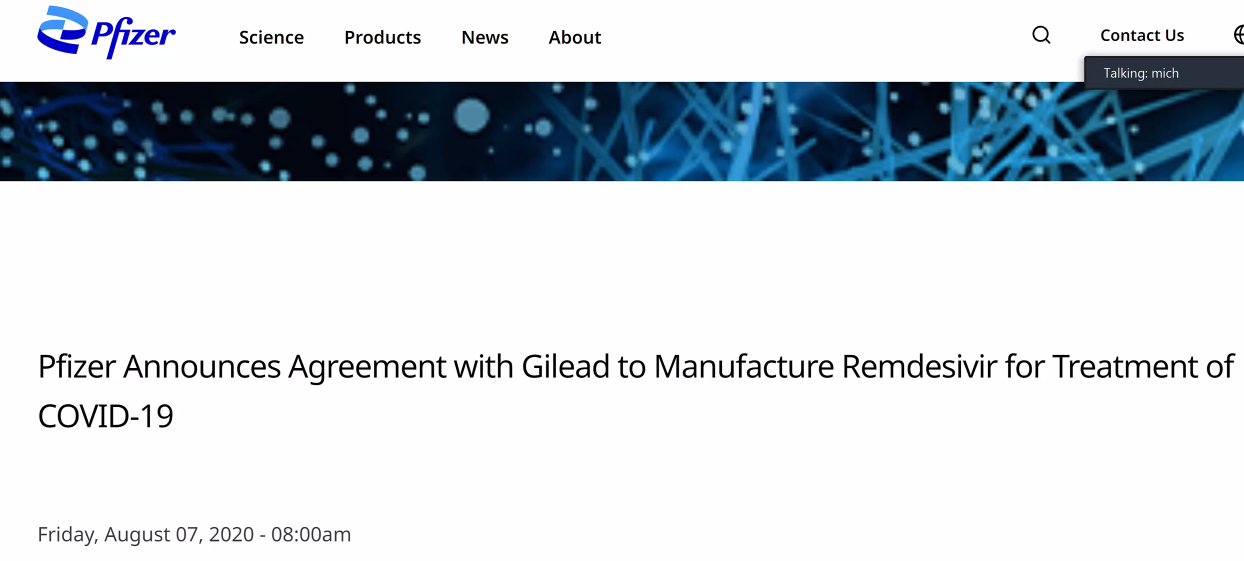 Pfizer Science Products News About Contact Us
Talking: mich
Pfizer Announces Agreement with Gilead to Manufacture Remdesivir for Treatment of
COVID-19
Friday, August 07, 2020 - 08:00am